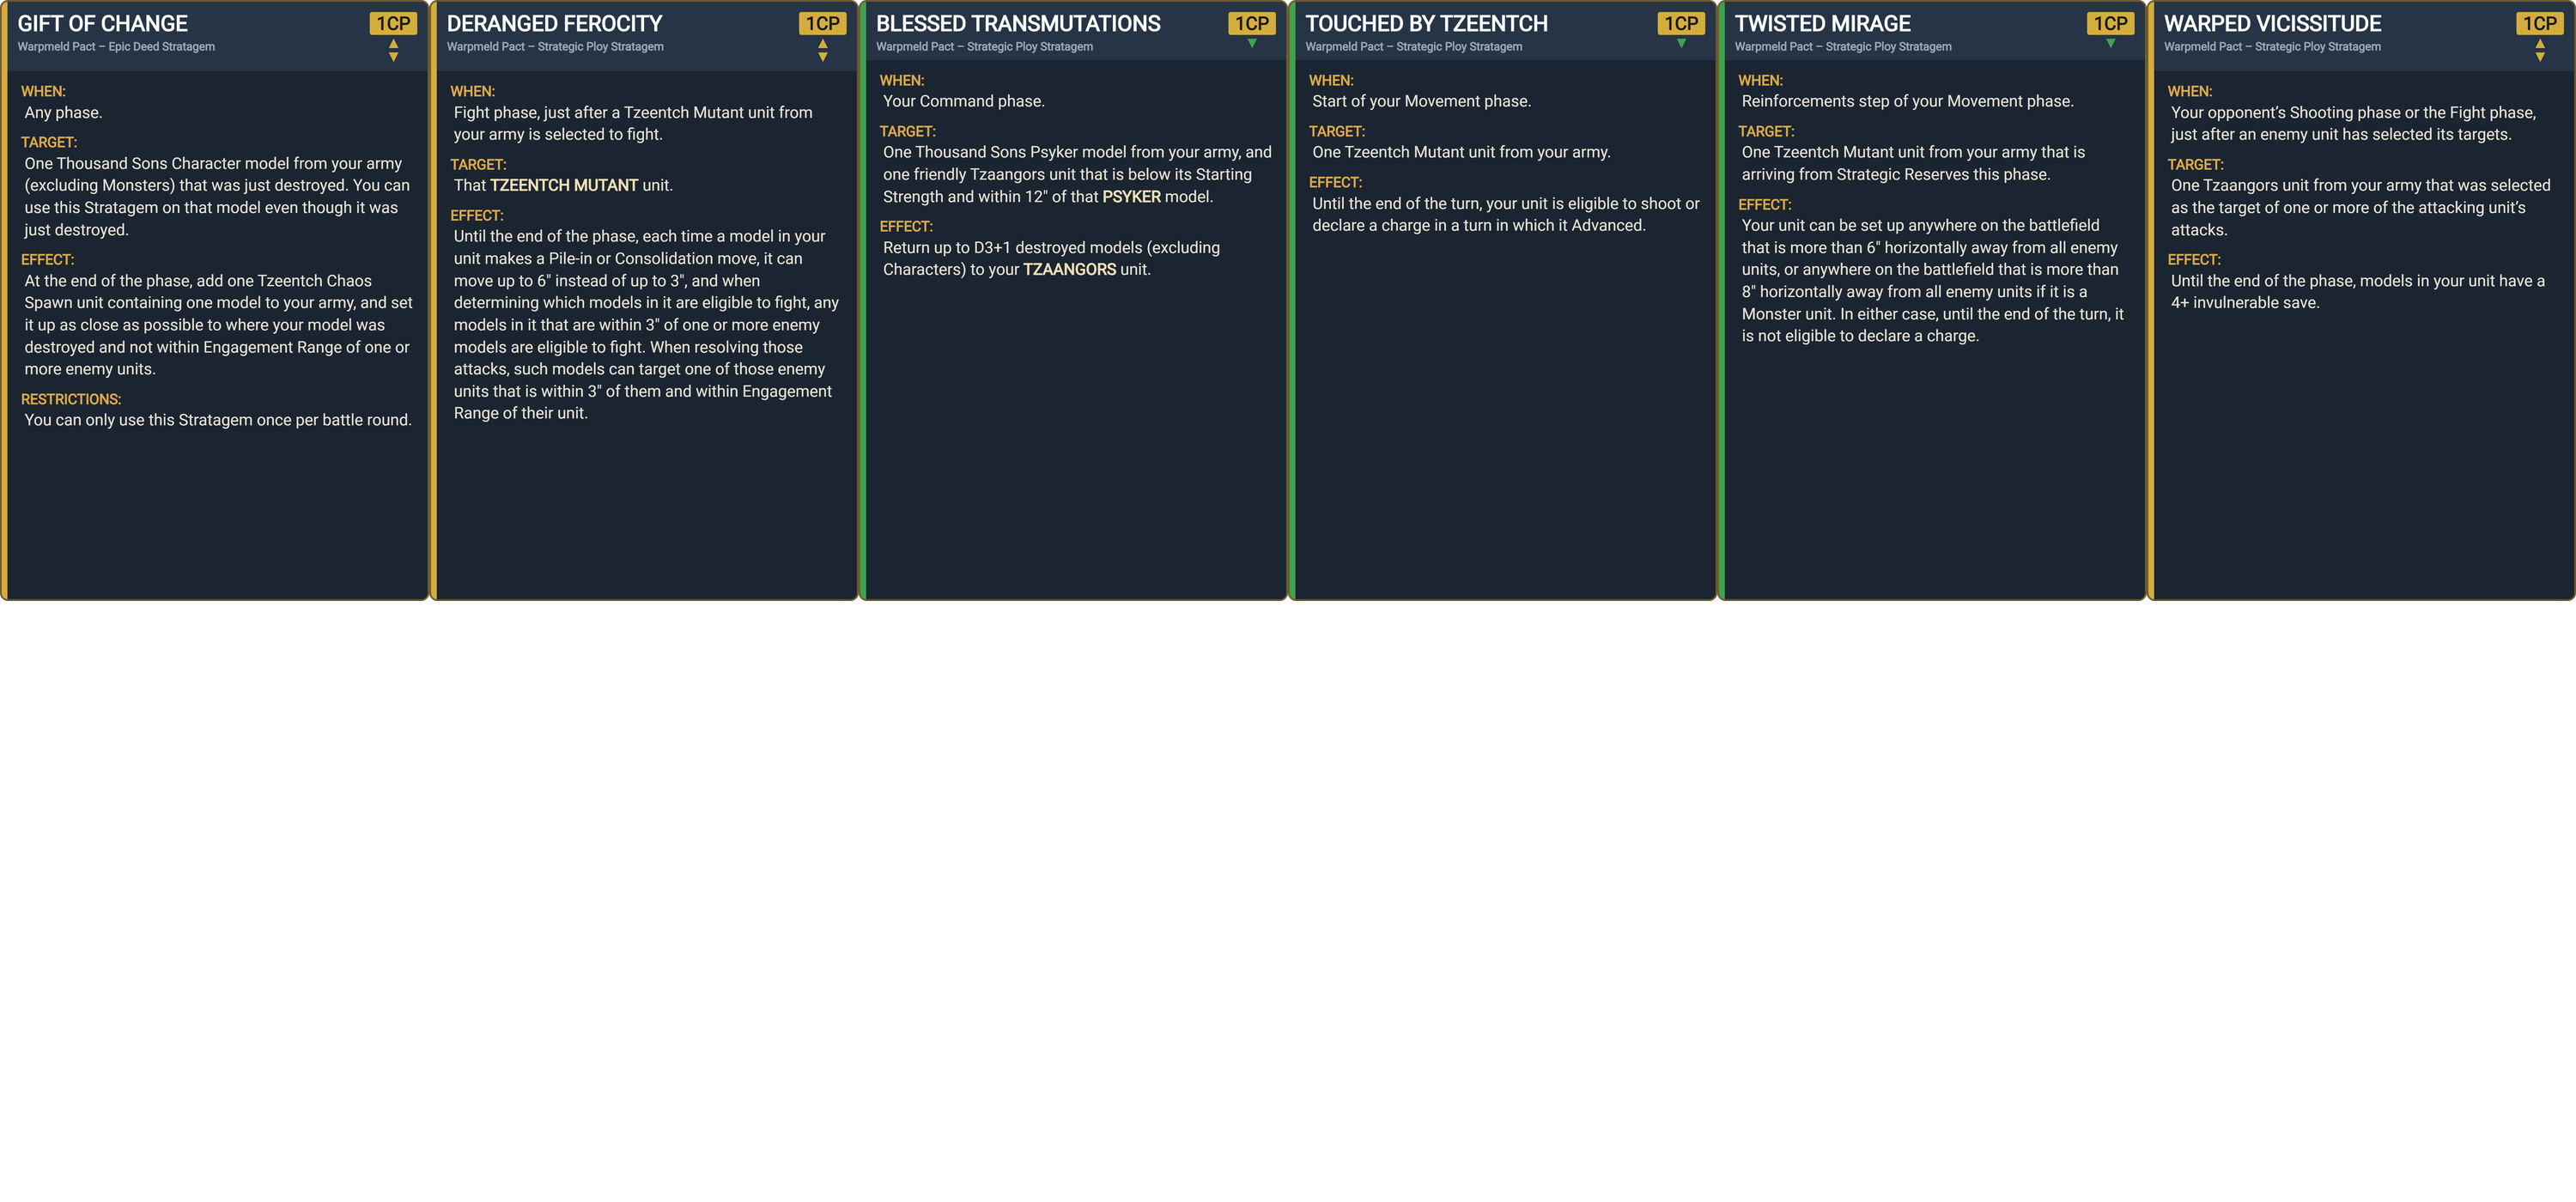 GIFT OF CHANGE
1CP
Warpmeld Pact – Epic Deed Stratagem
WHEN:
Any phase.
TARGET:
One Thousand Sons Character model from your army
(excluding Monsters) that was just destroyed. You can
use this Stratagem on that model even though it was
just destroyed.
EFFECT:
At the end of the phase, add one Tzeentch Chaos
Spawn unit containing one model to your army, and set
it up as close as possible to where your model was
destroyed and not within Engagement Range of one or
more enemy units.
RESTRICTIONS:
You can only use this Stratagem once per battle round.
DERANGED FEROCITY
1CP
Warpmeld Pact – Strategic Ploy Stratagem
WHEN:
Fight phase, just after a Tzeentch Mutant unit from
your army is selected to fight.
TARGET:
That TZEENTCH MUTANT unit.
EFFECT:
Until the end of the phase, each time a model in your
unit makes a Pile-in or Consolidation move, it can
move up to 6" instead of up to 3", and when
determining which models in it are eligible to fight, any
models in it that are within 3" of one or more enemy
models are eligible to fight. When resolving those
attacks, such models can target one of those enemy
units that is within 3" of them and within Engagement
Range of their unit.
BLESSED TRANSMUTATIONS
1CP
Warpmeld Pact – Strategic Ploy Stratagem
WHEN:
Your Command phase.
TARGET:
One Thousand Sons Psyker model from your army, and
one friendly Tzaangors unit that is below its Starting
Strength and within 12" of that PSYKER model.
EFFECT:
Return up to D3+1 destroyed models (excluding
Characters) to your TZAANGORS unit.
TOUCHED BY TZEENTCH
1CP
Warpmeld Pact – Strategic Ploy Stratagem
WHEN:
Start of your Movement phase.
TARGET:
One Tzeentch Mutant unit from your army.
EFFECT:
Until the end of the turn, your unit is eligible to shoot or
declare a charge in a turn in which it Advanced.
TWISTED MIRAGE
1CP
Warpmeld Pact – Strategic Ploy Stratagem
WHEN:
Reinforcements step of your Movement phase.
TARGET:
One Tzeentch Mutant unit from your army that is
arriving from Strategic Reserves this phase.
EFFECT:
Your unit can be set up anywhere on the battlefield
that is more than 6" horizontally away from all enemy
units, or anywhere on the battlefield that is more than
8" horizontally away from all enemy units if it is a
Monster unit. In either case, until the end of the turn, it
is not eligible to declare a charge.
WARPED VICISSITUDE
1CP
Warpmeld Pact – Strategic Ploy Stratagem
WHEN:
Your opponent’s Shooting phase or the Fight phase,
just after an enemy unit has selected its targets.
TARGET:
One Tzaangors unit from your army that was selected
as the target of one or more of the attacking unit’s
attacks.
EFFECT:
Until the end of the phase, models in your unit have a
4+ invulnerable save.